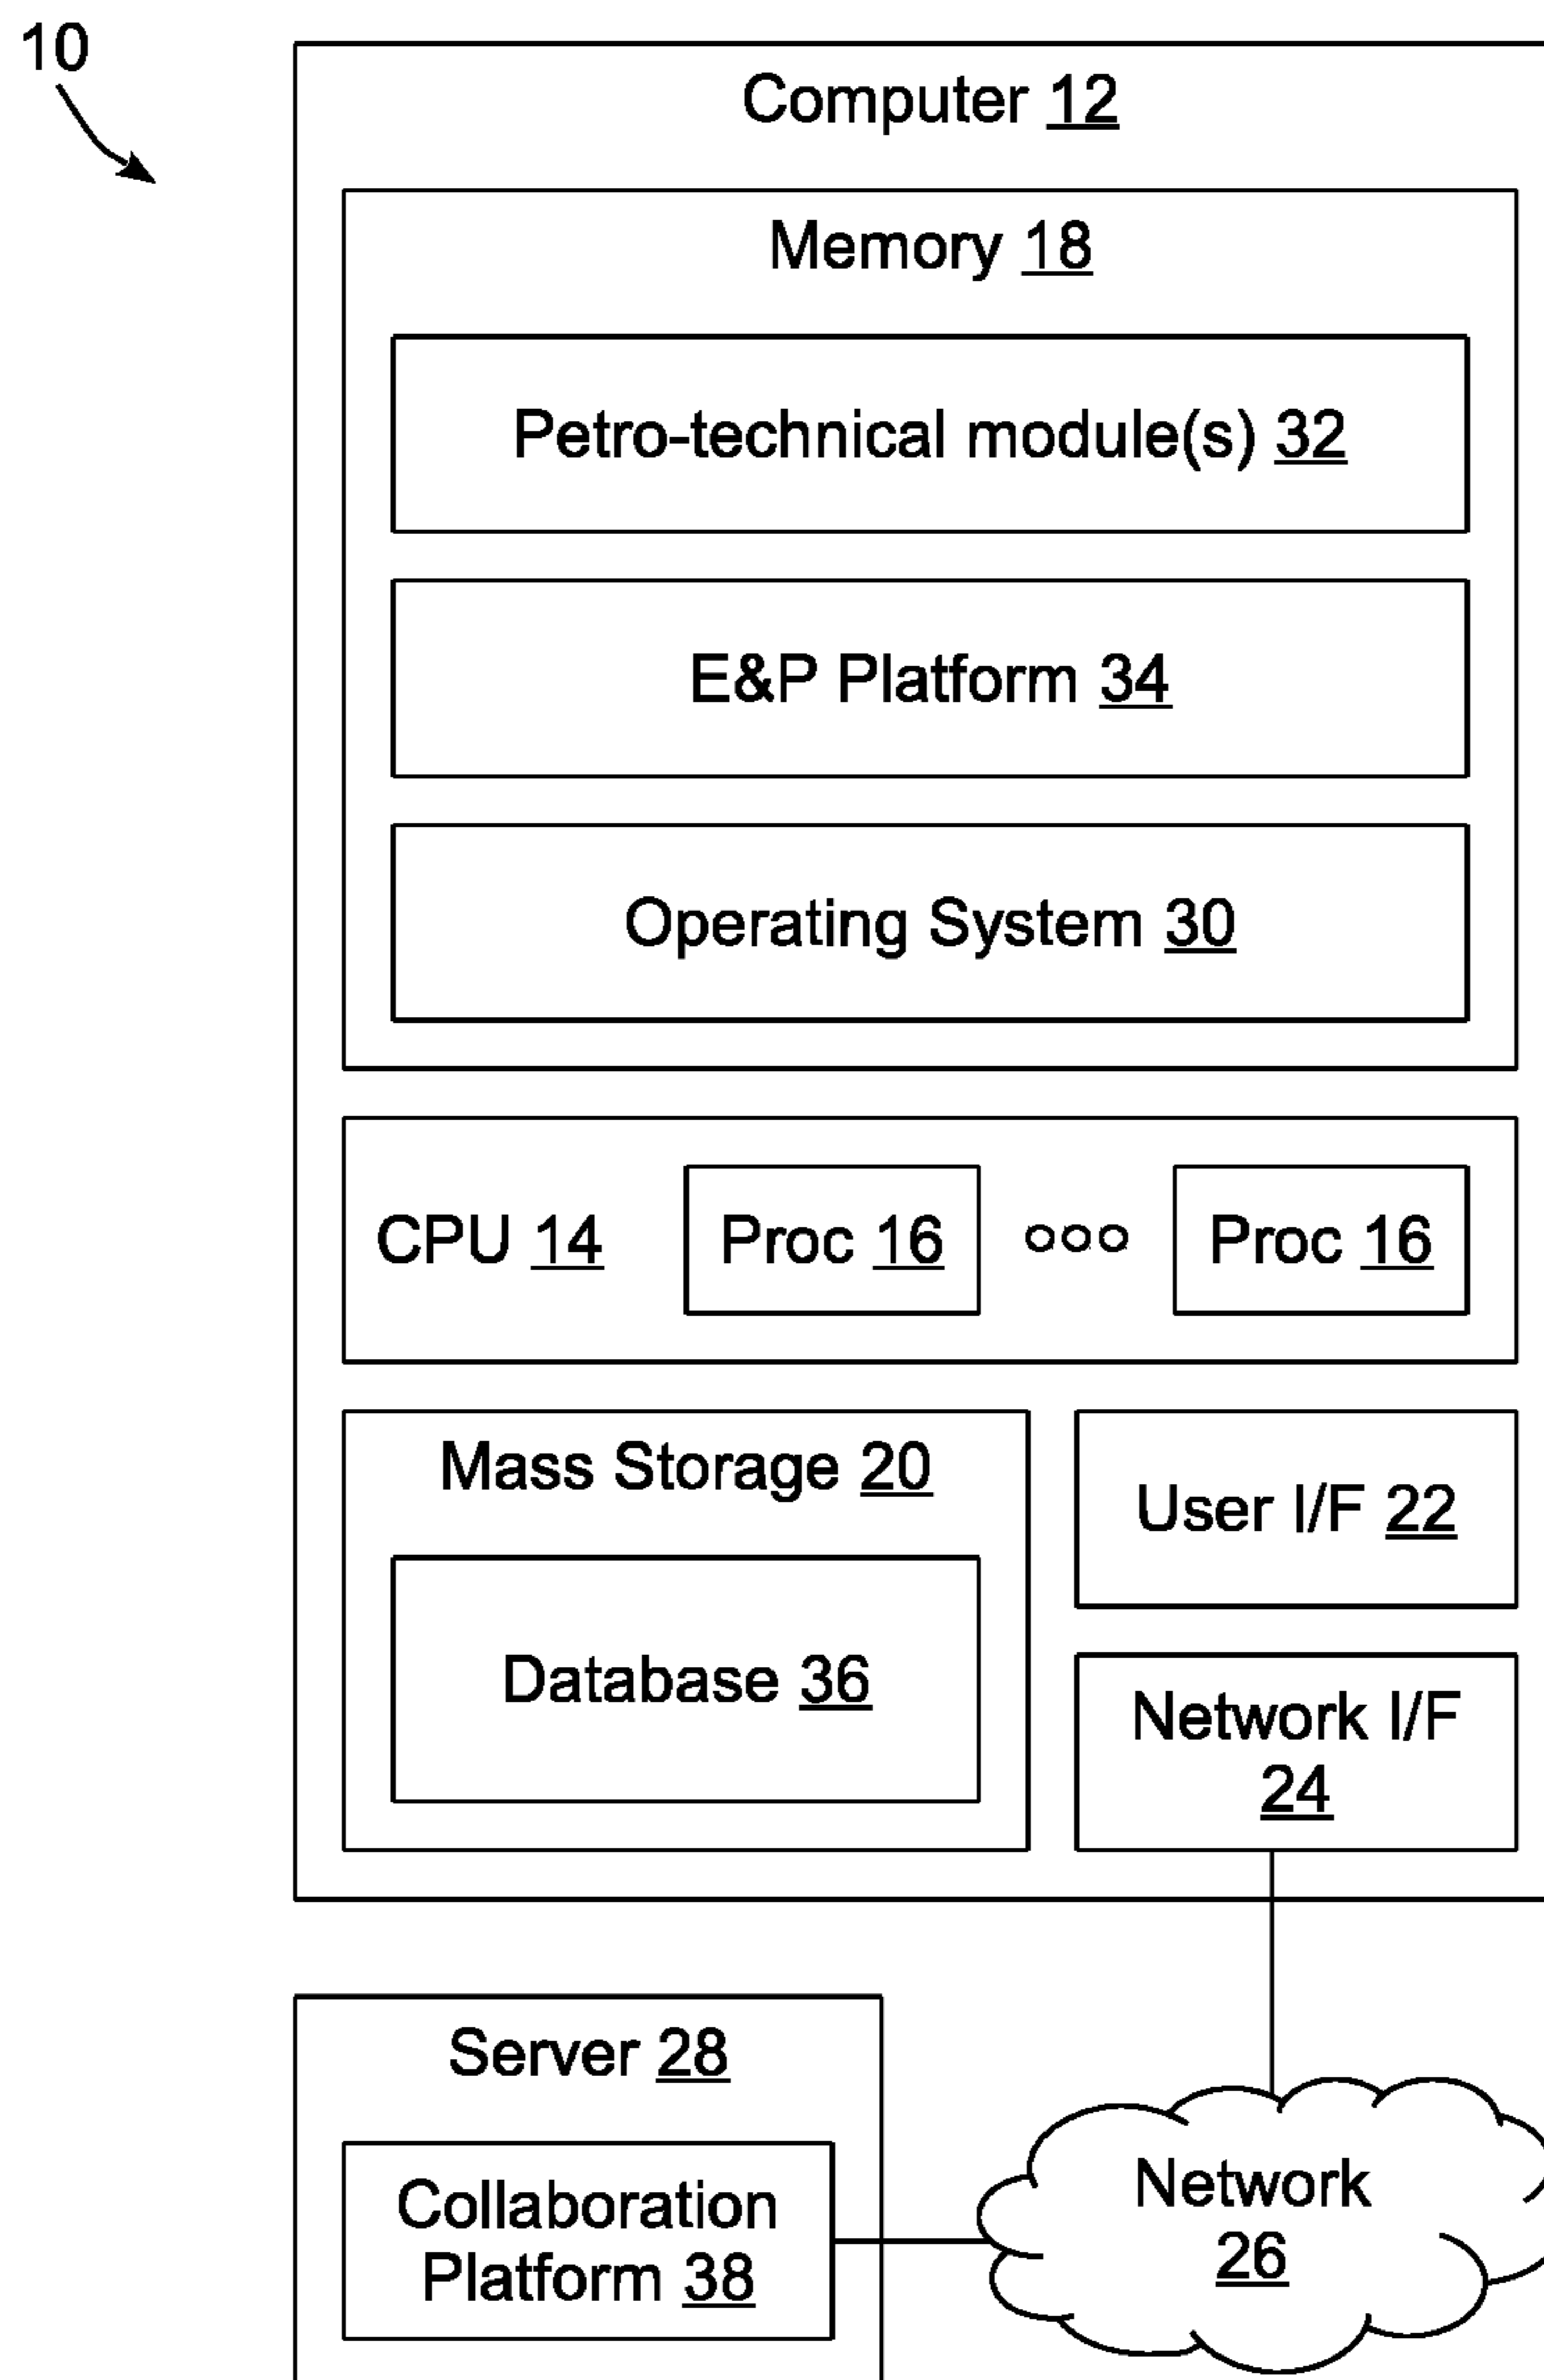 10
Computer 12
Memory 18
Petro-technical module(s) 32
E&P Platform 34
Operating System 30
CPU 14
Proc 16
Proc 16
Mass Storage 20
User I/F 22
Database 36
Network I/F
24
Server 28
Collaboration
Platform 38
Network
26